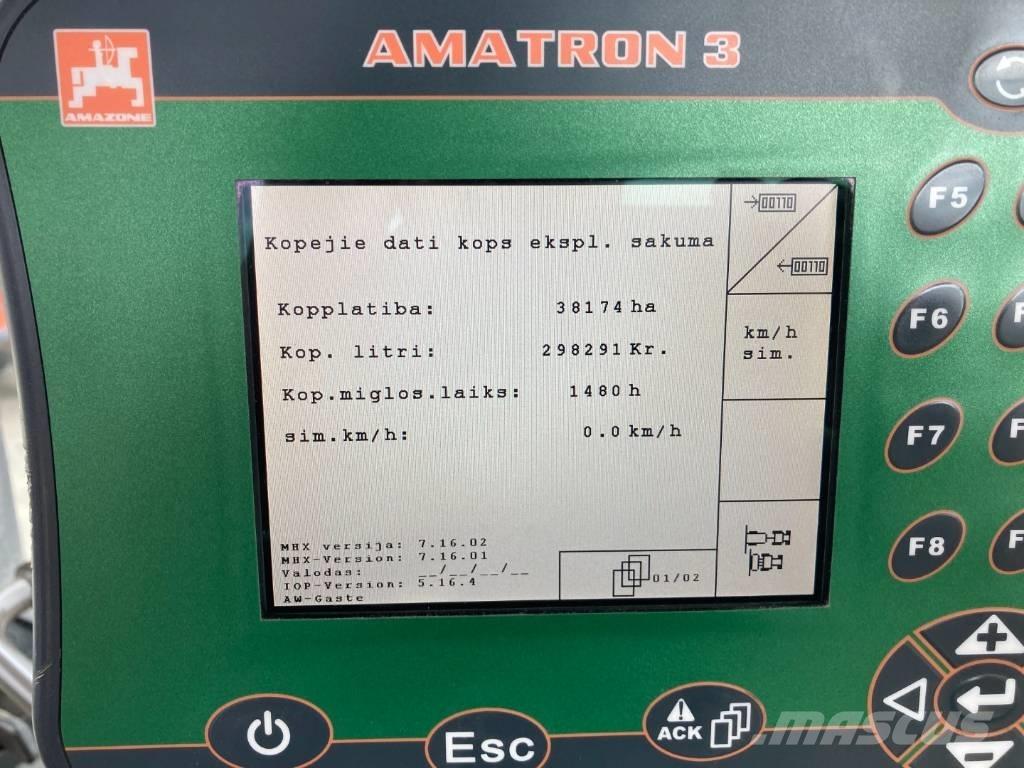 AMATRON 3
AMAZONE
→00110
Kopejie dati kops ekspl. sakuma
←00110
Kopplatiba: 38174 ha
km/h
sim.
Kop. litri: 298291 Kr.
Kop.miglos.laiks: 1480 h
sim.km/h: 0.0 km/h
MHX versija: 7.16.02
MHX-Version: 7.16.01
Valodas: __/__/__/__
TOP-Version: 5.16.4
AW-Gaste
01/02
F5
F6
F7
F8
F
F
F
Esc
ACK
MASCUS